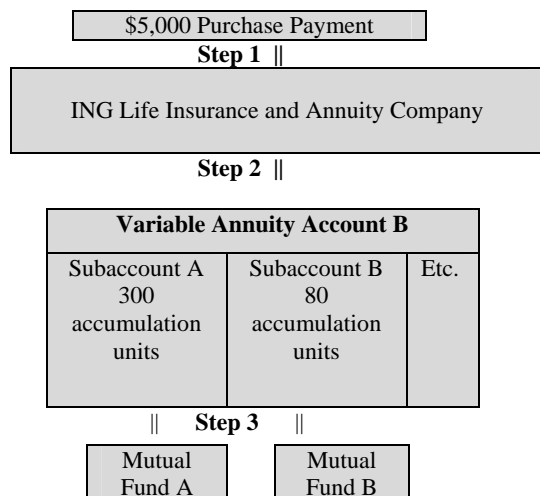 $5,000 Purchase Payment
Step 1 ||
ING Life Insurance and Annuity Company
Step 2 ||
Variable Annuity Account B
Subaccount A
300
accumulation
units
Subaccount B
80
accumulation
units
Etc.
|| Step 3 ||
Mutual
Fund A
Mutual
Fund B